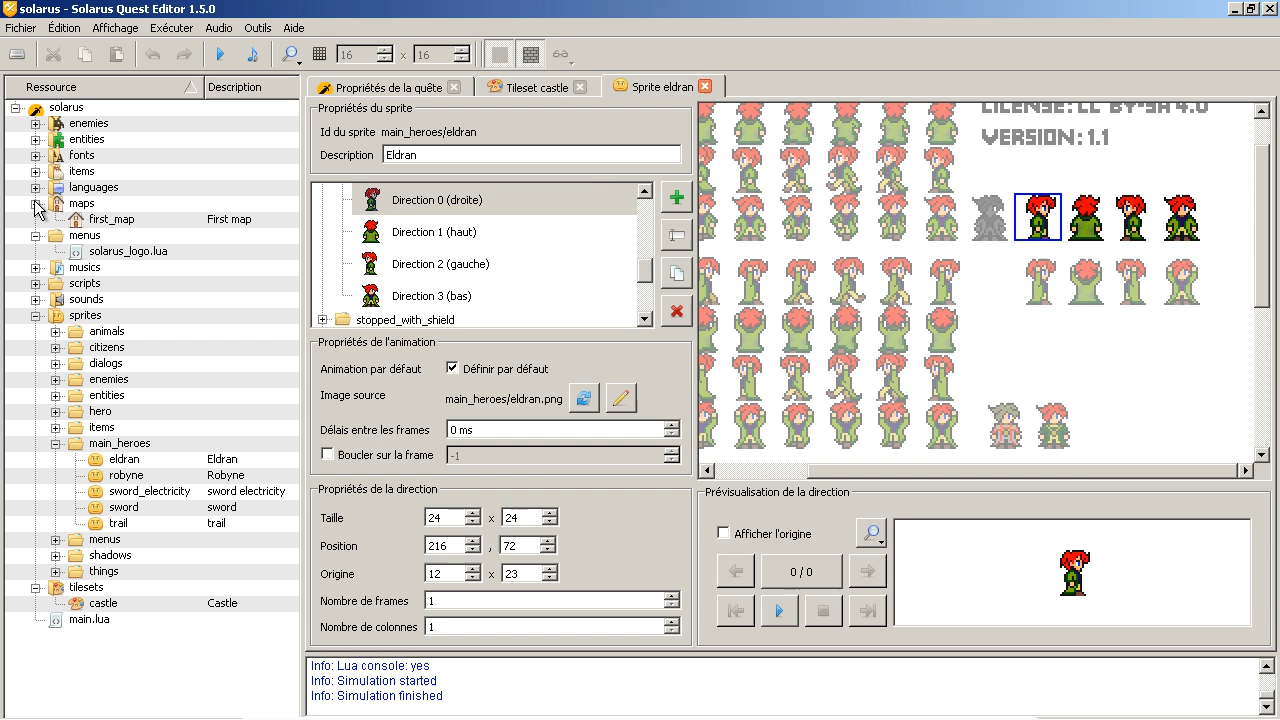 solarus - Solarus Quest Editor 1.5.0
Fichier Édition Affichage Exécuter Audio Outils Aide
16 x 16
Ressource Description
solarus
enemies
entities
fonts
items
languages
maps
first_map First map
menus
solarus_logo.lua
musics
scripts
sounds
sprites
animals
citizens
dialogs
enemies
entities
hero
items
main_heroes
eldran Eldran
robyne Robyne
sword_electricity sword electricity
sword sword
trail trail
menus
shadows
things
tilesets
castle Castle
main.lua
Propriétés de la quête Tileset castle Sprite eldran
Propriétés du sprite
Id du sprite main_heroes/eldran
Description Eldran
Direction 0 (droite)
Direction 1 (haut)
Direction 2 (gauche)
Direction 3 (bas)
stopped_with_shield
Propriétés de l'animation
Animation par défaut Définir par défaut
Image source main_heroes/eldran.png
Délais entre les frames 0 ms
Boucler sur la frame -1
Propriétés de la direction
Taille 24 x 24
Position 216 , 72
Origine 12 x 23
Nombre de frames 1
Nombre de colonnes 1
LICENSE: CC BY-SA 4.0
VERSION: 1.1
Prévisualisation de la direction
Afficher l'origine
0 / 0
Info: Lua console: yes
Info: Simulation started
Info: Simulation finished